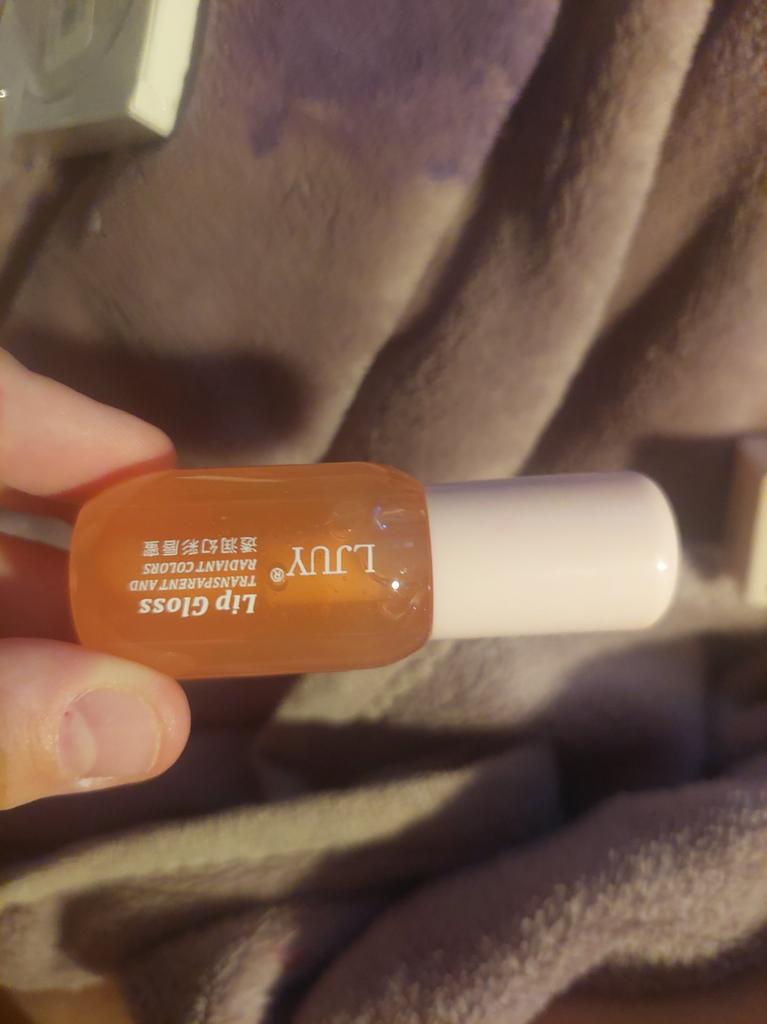 LJUY®
Lip Gloss
TRANSPARENT AND
RADIANT COLORS
透润幻彩唇蜜